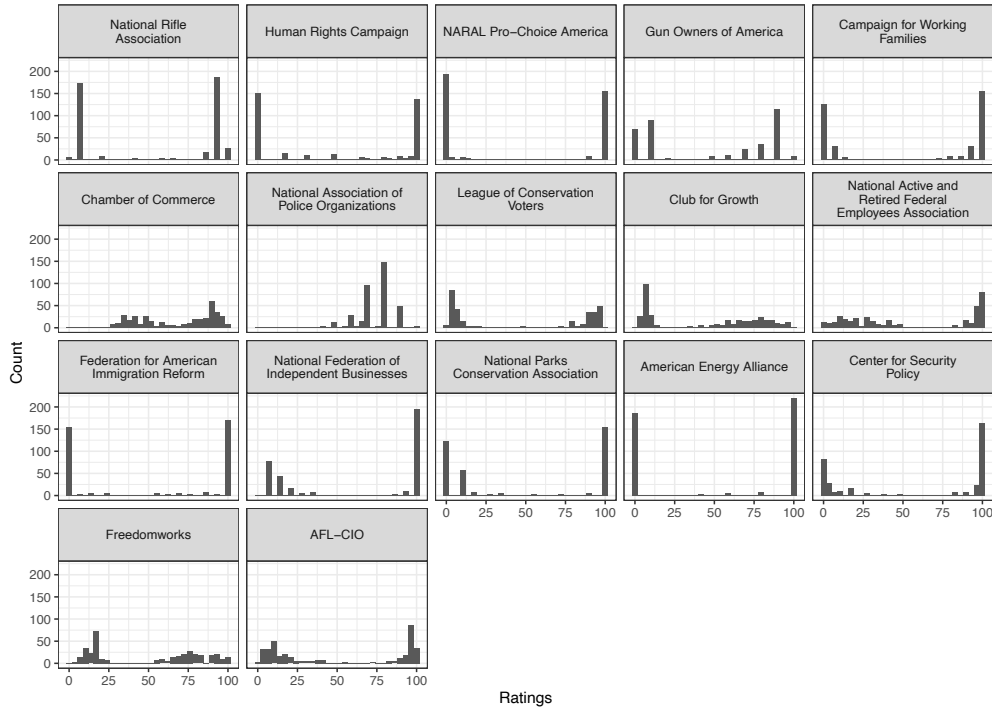 National Rifle
Association
Human Rights Campaign
NARAL Pro−Choice America
Gun Owners of America
Campaign for Working
Families
200
150
100
50
0
Chamber of Commerce
National Association of
Police Organizations
League of Conservation
Voters
Club for Growth
National Active and
Retired Federal
Employees Association
200
150
100
50
0
Count
Federation for American
Immigration Reform
National Federation of
Independent Businesses
National Parks
Conservation Association
American Energy Alliance
Center for Security
Policy
200
150
100
50
0
0 25 50 75 100 0 25 50 75 100 0 25 50 75 100
Freedomworks
AFL−CIO
200
150
100
50
0
0 25 50 75 100 0 25 50 75 100
Ratings